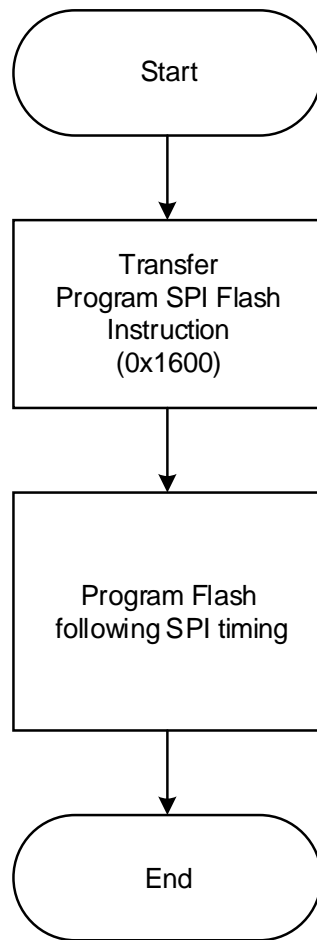 Start
Transfer
Program SPI Flash
Instruction
(0x1600)
Program Flash
following SPI timing
End